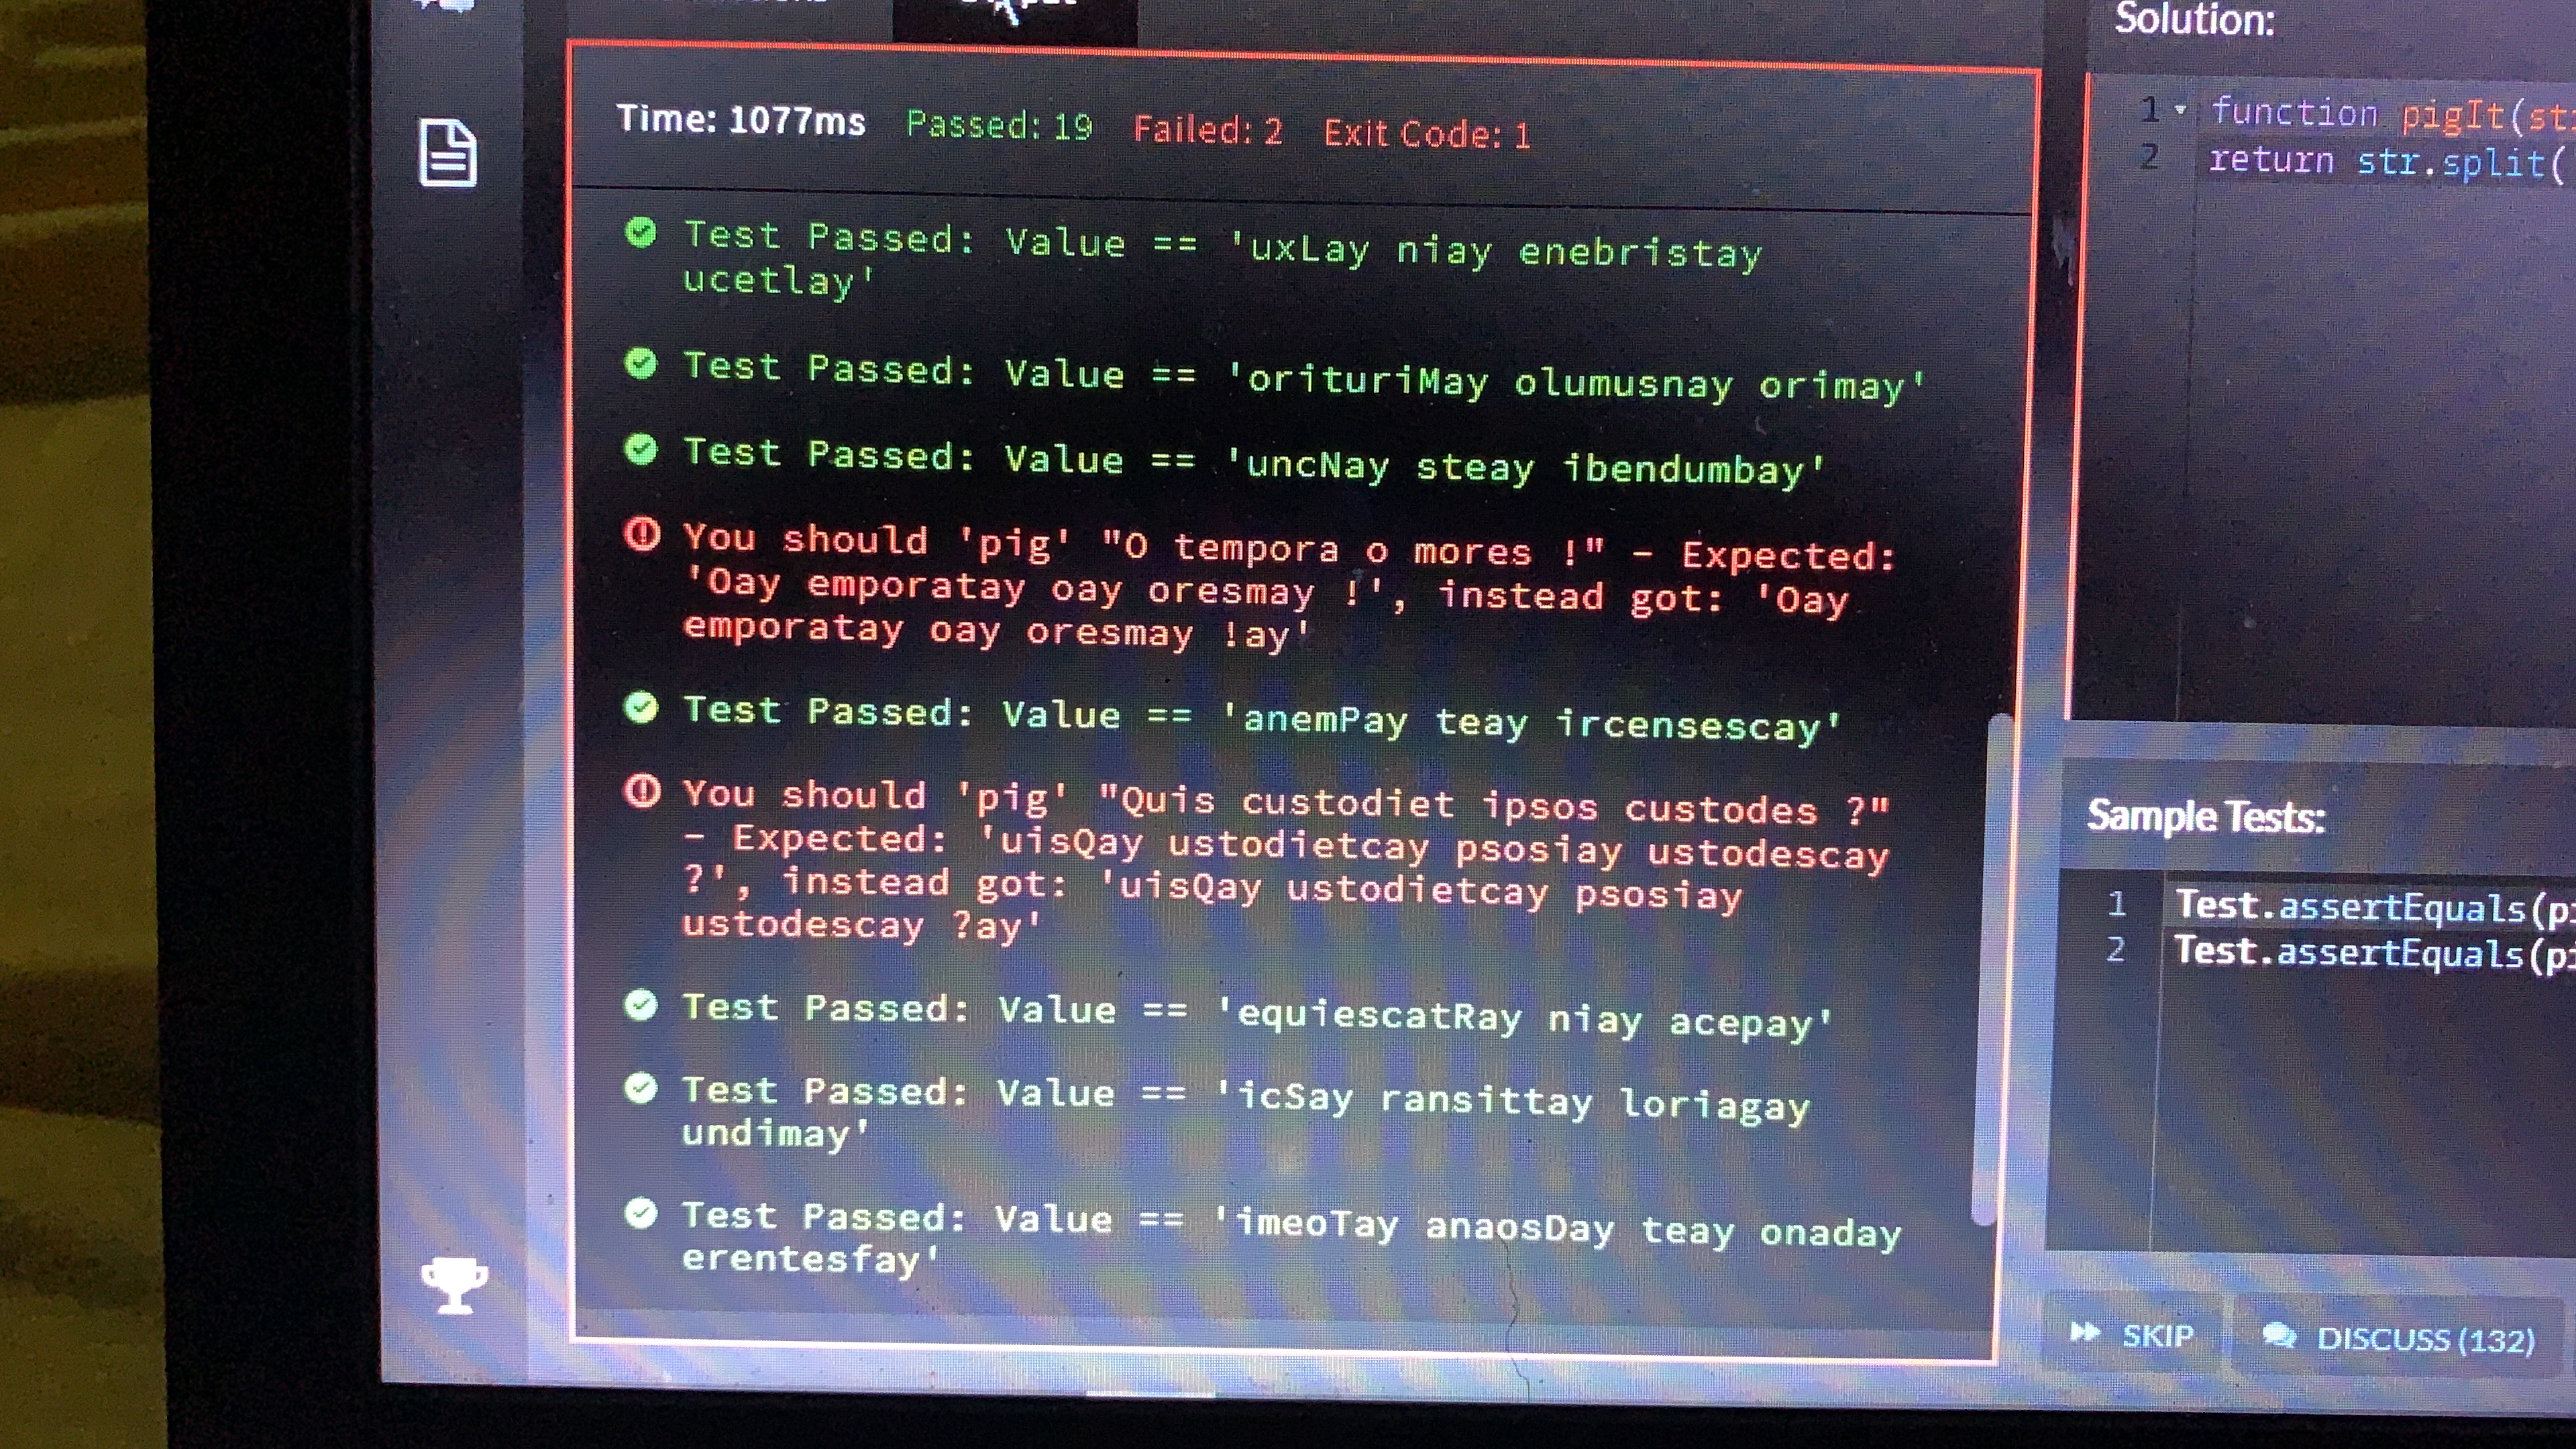 Solution:
Time: 1077ms Passed: 19 Failed: 2 Exit Code: 1
1 function pigIt(st
2 return str.split(
Test Passed: Value == 'uxLay niay enebristay
ucetlay'
Test Passed: Value == 'orituriMay olumusnay orimay'
Test Passed: Value == 'uncNay steay ibendumbay'
You should 'pig' "O tempora o mores !" - Expected:
'Oay emporatay oay oresmay !', instead got: 'Oay
emporatay oay oresmay !ay'
Test Passed: Value == 'anemPay teay ircensescay'
You should 'pig' "Quis custodiet ipsos custodes ?"
- Expected: 'uisQay ustodietcay psosiay ustodescay
?', instead got: 'uisQay ustodietcay psosiay
ustodescay ?ay'
Test Passed: Value == 'equiescatRay niay acepay'
Test Passed: Value == 'icSay ransittay loriagay
undimay'
Test Passed: Value == 'imeoTay anaosDay teay onaday
erentesfay'
Sample Tests:
1 Test.assertEquals(pi
2 Test.assertEquals(pi
SKIP DISCUSS (132)